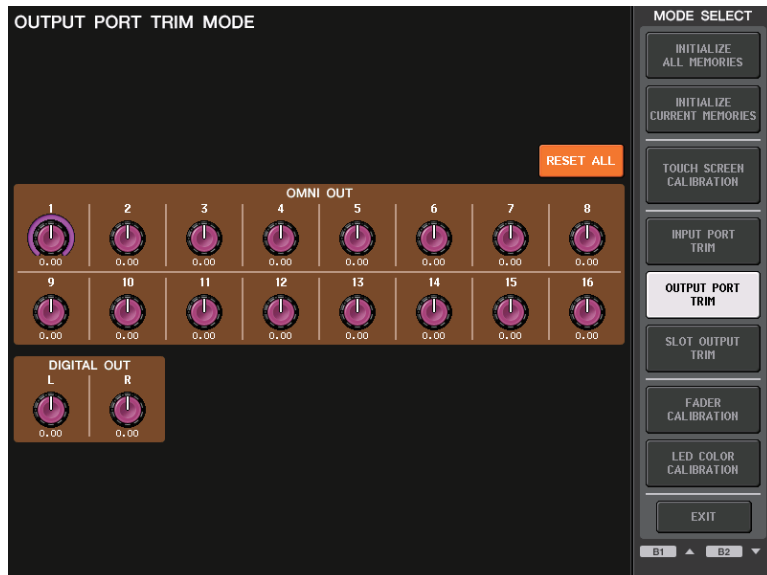 OUTPUT PORT TRIM MODE
RESET ALL
OMNI OUT
1 2 3 4 5 6 7 8
0.00 0.00 0.00 0.00 0.00 0.00 0.00 0.00
9 10 11 12 13 14 15 16
0.00 0.00 0.00 0.00 0.00 0.00 0.00 0.00
DIGITAL OUT
L R
0.00 0.00
MODE SELECT
INITIALIZE
ALL MEMORIES
INITIALIZE
CURRENT MEMORIES
TOUCH SCREEN
CALIBRATION
INPUT PORT
TRIM
OUTPUT PORT
TRIM
SLOT OUTPUT
TRIM
FADER
CALIBRATION
LED COLOR
CALIBRATION
EXIT
B1 ▲ B2 ▼